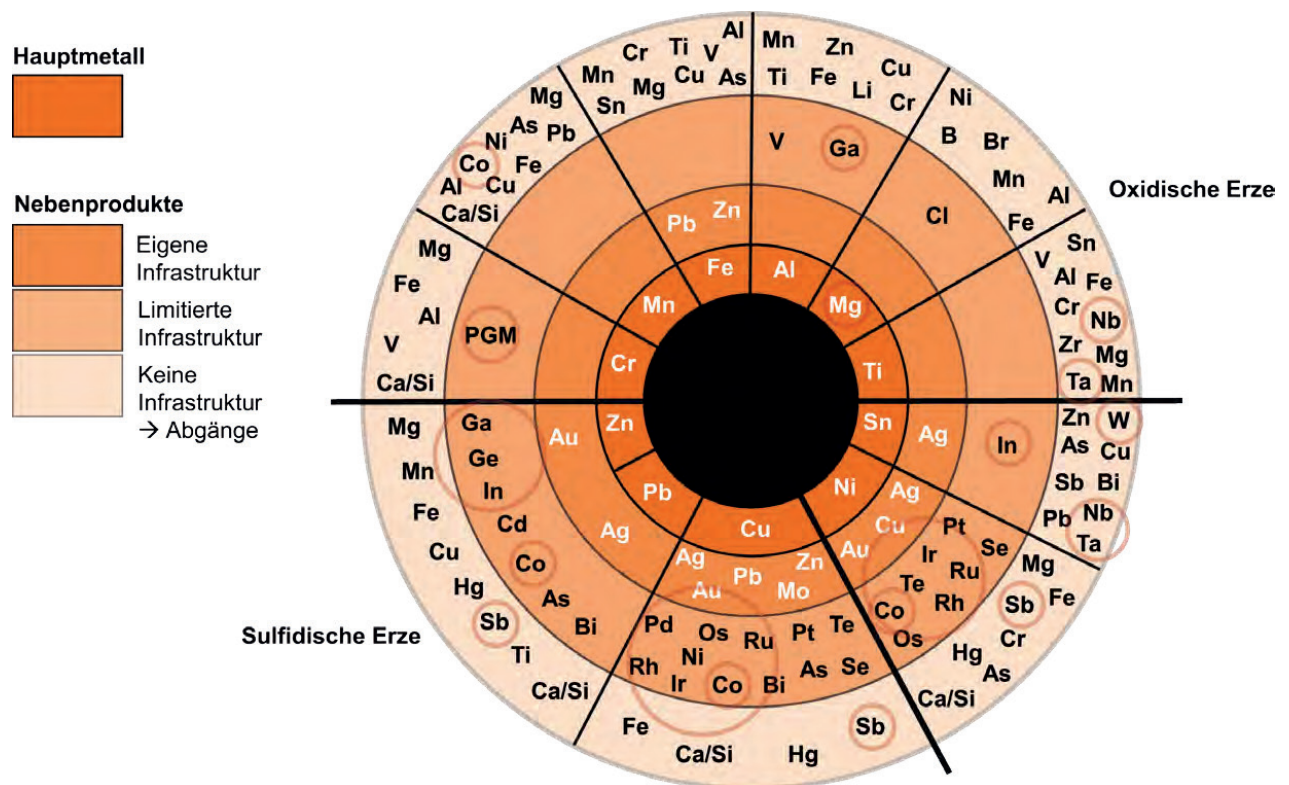 Hauptmetall
Nebenprodukte
Eigene
Infrastruktur
Limitierte
Infrastruktur
Keine
Infrastruktur
→ Abgänge
Oxidische Erze
Sulfidische Erze
Al
Mn
Zn
Ti
Fe
Cu
Li
Cr
V
Ga
Mg
Ni
B
Br
Mn
Al
Fe
Cl
Ti
Sn
V
Al
Fe
Cr
Nb
Zr
Mg
Ta
Mn
Sn
Ag
In
Zn
W
As
Cu
Sb
Bi
Pb
Nb
Ta
Ni
Ag
Cu
Au
Pt
Ir
Se
Te
Ru
Co
Rh
Os
Mg
Fe
Sb
Cr
Hg
As
Ca/Si
Cu
Ag
Au
Pb
Zn
Mo
Pd
Os
Ru
Pt
Te
Rh
Ni
Ir
Co
Bi
As
Se
Fe
Ca/Si
Hg
Sb
Zn
Pb
Au
Ag
Ga
Ge
In
Cd
Co
As
Bi
Mg
Mn
Fe
Cu
Hg
Sb
Ti
Ca/Si
Cr
PGM
Mg
Fe
Al
V
Ca/Si
Mn
Mg
As
Pb
Ni
Co
Fe
Al
Cu
Ca/Si
Fe
Pb
Zn
Al
Ti
V
Cr
Mn
Cu
As
Mg
Sn